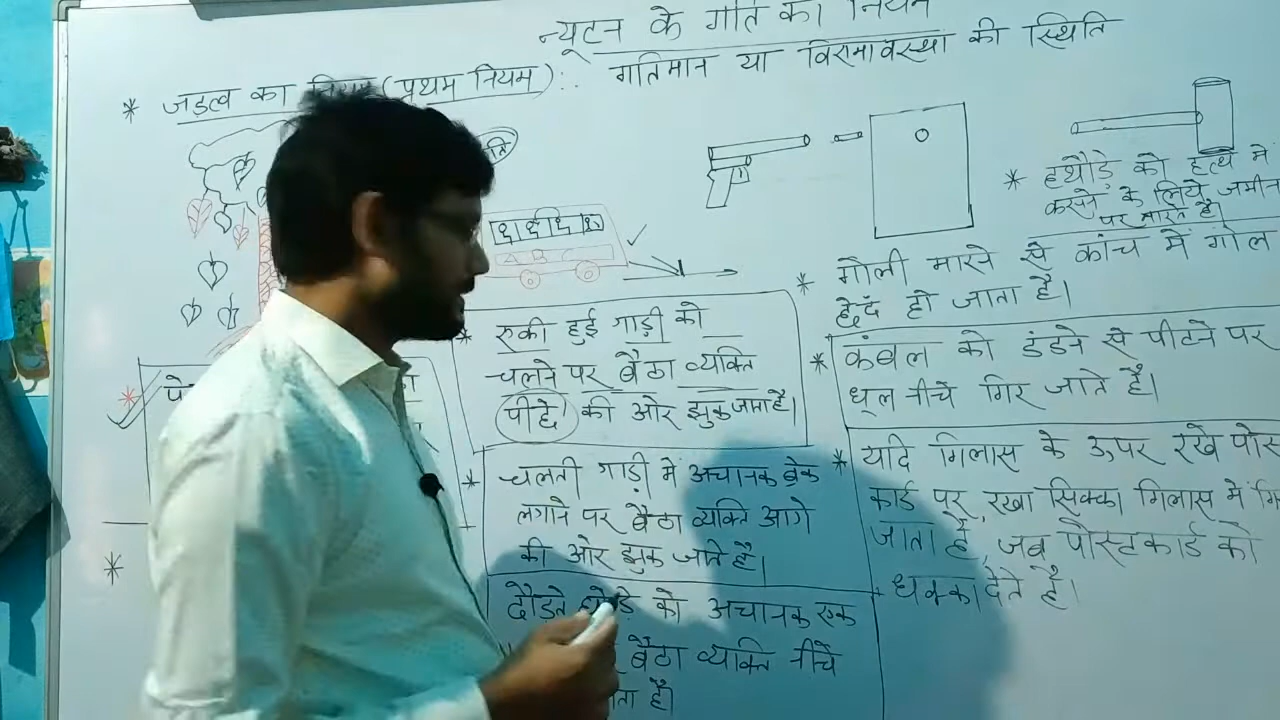 न्यूटन के गति का नियम
* जड़त्व का नियम (प्रथम नियम) :. गतिमान या विरामावस्था की स्थिति
* हथौड़े को हत्थे में
कसने के लिये जमीन
पर मारते है।
* गोली मारने से कांच में गोल
हो जाता है।
A B
* रुकी हुई गाड़ी को
चलने पर बैठा व्यक्ति
पीछे की ओर झुक जाता है।
* चलती गाड़ी में अचानक ब्रेक
लगाने पर बैठा व्यक्ति आगे
की ओर झुक जाते है।
दौड़ते घोड़े को अचानक रुक
बैठा व्यक्ति नीचे
है।
* कंबल को डंडने से पीटने पर
धूल नीचे गिर जाते है।
* यदि गिलास के ऊपर रखे पोस
कार्ड पर रखा सिक्का गिलास में गि
जाता है, जब पोस्टकार्ड को
धक्का देते है।
*
पे
*